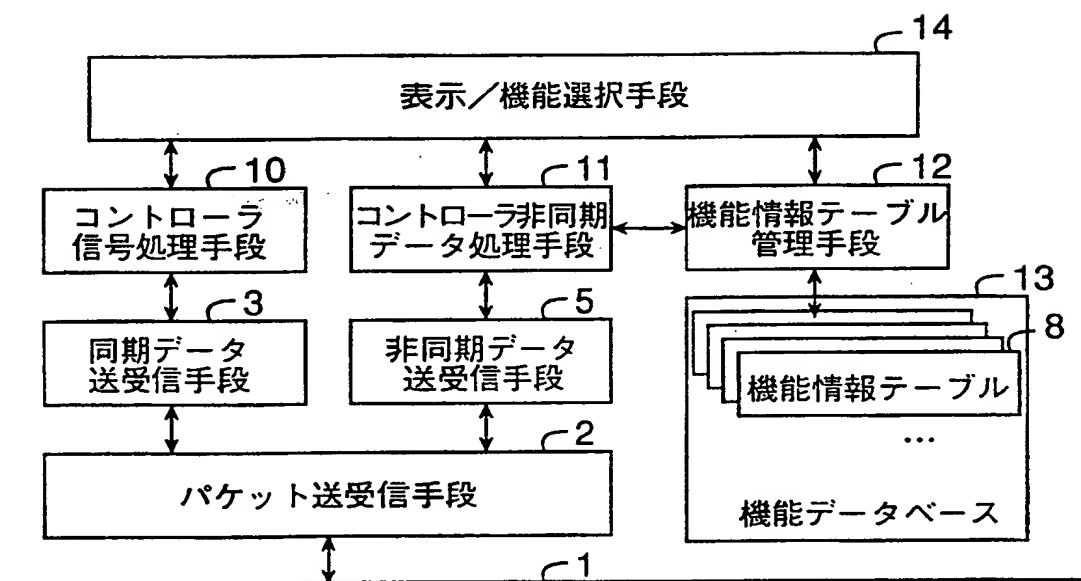 14
表示／機能選択手段
10
コントローラ
信号処理手段
11
コントローラ非同期
データ処理手段
12
機能情報テーブル
管理手段
3
同期データ
送受信手段
5
非同期データ
送受信手段
13
8
機能情報テーブル
…
機能データベース
2
パケット送受信手段
1